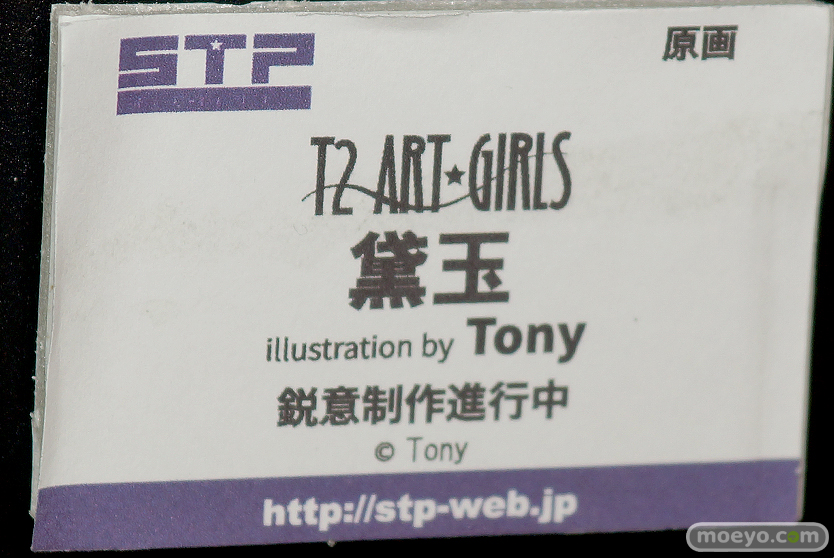 STP
原画
T2 ART★GIRLS
黛玉
illustration by Tony
鋭意制作進行中
© Tony
http://stp-web.jp
moeyo.com